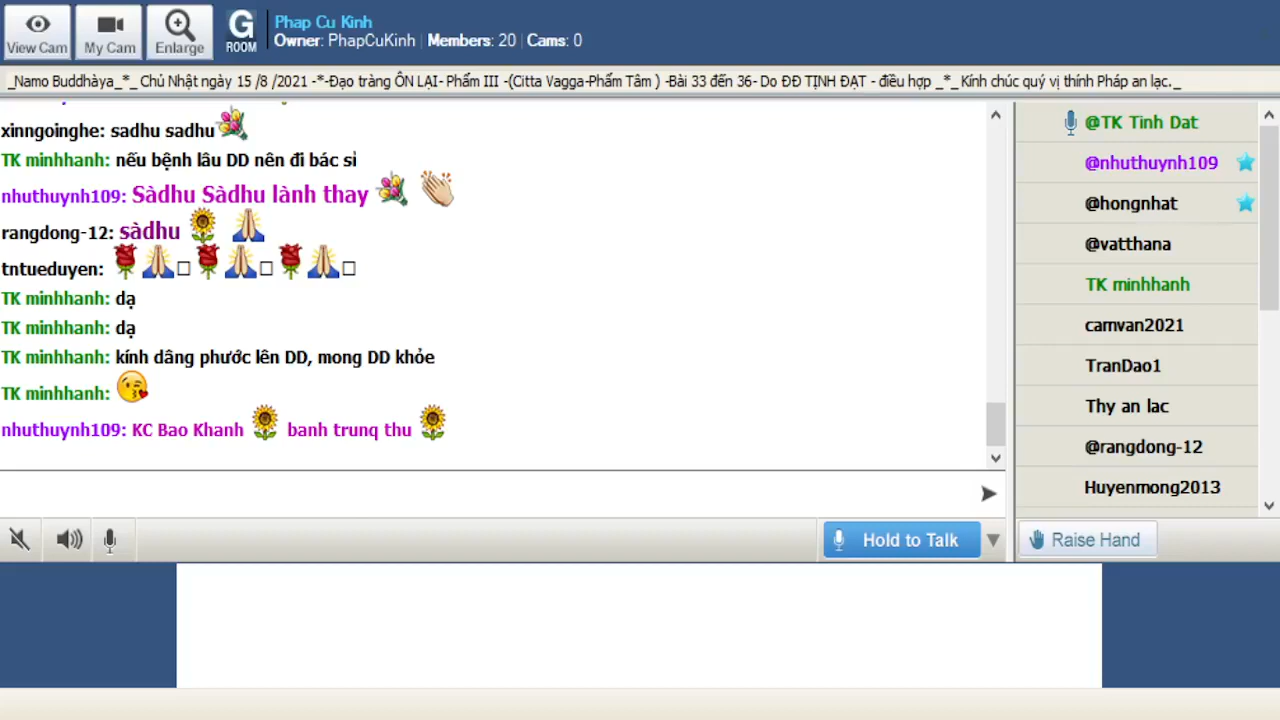 View Cam
My Cam
Enlarge
G
ROOM
Phap Cu Kinh
Owner: PhapCuKinh | Members: 20 | Cams: 0
_Namo Buddhàya_*_ Chủ Nhật ngày 15 /8 /2021 -*-Đạo tràng ÔN LẠI- Phẩm III -(Citta Vagga-Phẩm Tâm ) -Bài 33 đến 36- Do ĐĐ TỊNH ĐẠT - điều hợp _*_ Kính chúc quý vị thính Pháp an lạc._
xinngoinghe: sadhu sadhu
TK minhhanh: nếu bệnh lâu DD nên đi bác sỉ
nhuthuynh109: Sàdhu Sàdhu lành thay
rangdong-12: sàdhu
tntueduyen:
TK minhhanh: dạ
TK minhhanh: dạ
TK minhhanh: kính dâng phước lên DD, mong DD khỏe
TK minhhanh:
nhuthuynh109: KC Bao Khanh banh trung thu
@TK Tinh Dat
@nhuthuynh109
@hongnhat
@vatthana
TK minhhanh
camvan2021
TranDao1
Thy an lac
@rangdong-12
Huyenmong2013
Hold to Talk
Raise Hand